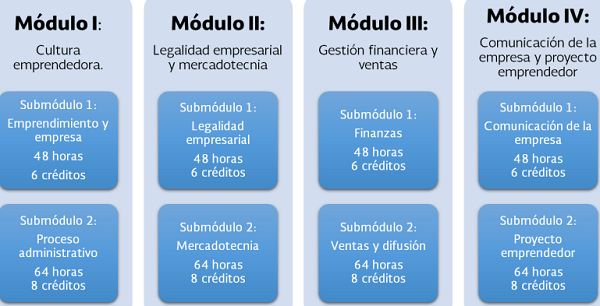 Módulo I:
Cultura
emprendedora.
Submódulo 1:
Emprendimiento y
empresa
48 horas
6 créditos
Submódulo 2:
Proceso
administrativo
64 horas
8 créditos
Módulo II:
Legalidad empresarial
y mercadotecnia
Submódulo 1:
Legalidad
empresarial
48 horas
6 créditos
Submódulo 2:
Mercadotecnia
64 horas
8 créditos
Módulo III:
Gestión financiera y
ventas
Submódulo 1:
Finanzas
48 horas
6 créditos
Submódulo 2:
Ventas y difusión
64 horas
8 créditos
Módulo IV:
Comunicación de la
empresa y proyecto
emprendedor
Submódulo 1:
Comunicación de la
empresa
48 horas
6 créditos
Submódulo 2:
Proyecto
emprendedor
64 horas
8 créditos